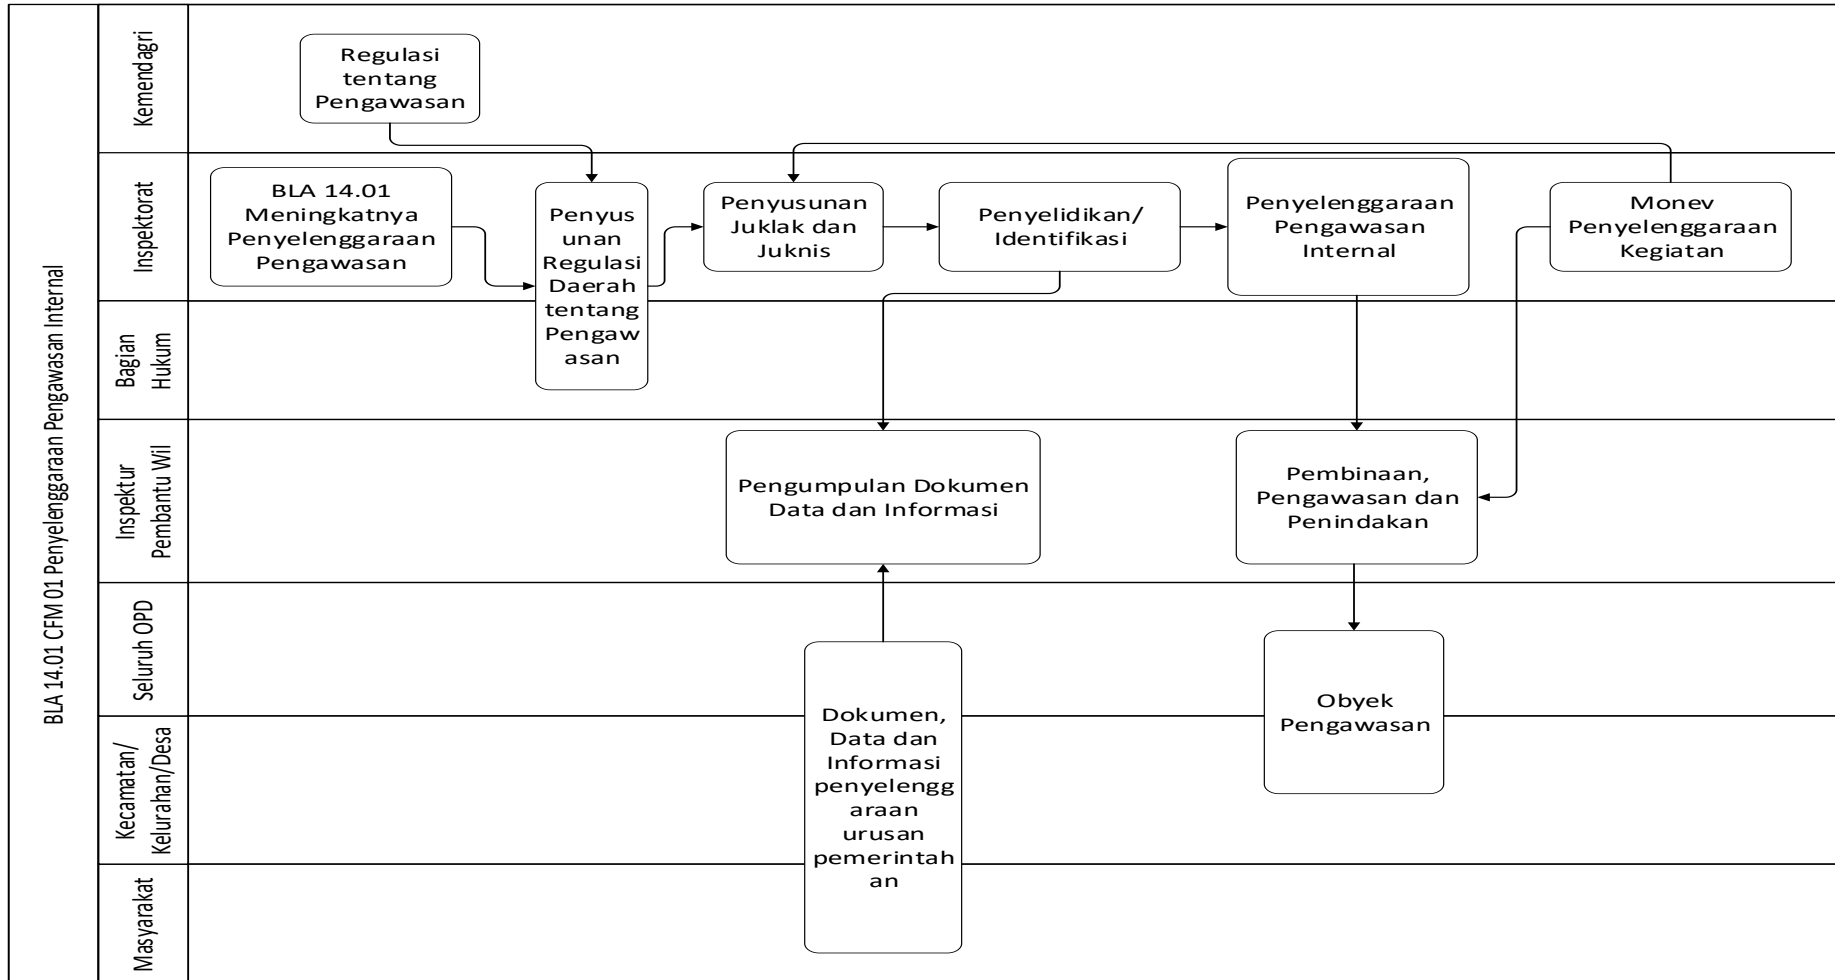 BLA 14.01 CFM 01 Penyelenggaraan Pengawasan Internal
Kemendagri
Regulasi
tentang
Pengawasan
Inspektorat
BLA 14.01
Meningkatnya
Penyelenggaraan
Pengawasan
Penyus
unan
Regulasi
Daerah
tentang
Pengaw
asan
Penyusunan
Juklak dan
Juknis
Penyelidikan/
Identifikasi
Penyelenggaraan
Pengawasan
Internal
Monev
Penyelenggaraan
Kegiatan
Bagian
Hukum
Inspektur
Pembantu Wil
Pengumpulan Dokumen
Data dan Informasi
Pembinaan,
Pengawasan dan
Penindakan
Seluruh OPD
Dokumen,
Data dan
Informasi
penyelengg
araan
urusan
pemerintah
an
Obyek
Pengawasan
Kecamatan/
Kelurahan/Desa
Masyarakat